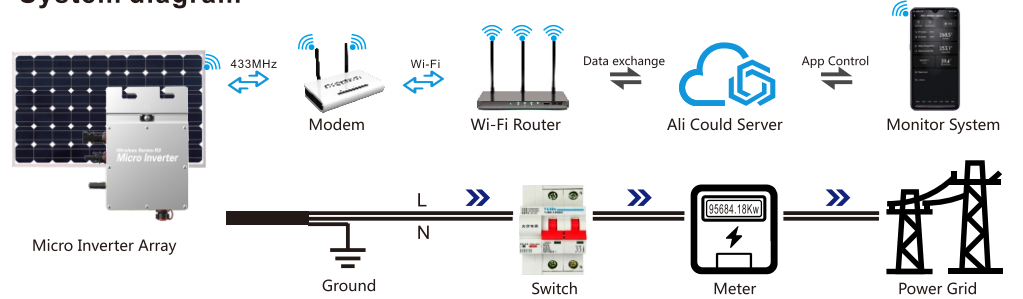 System diagram
433MHz
Wi-Fi
Data exchange
App Control
Modem
Wi-Fi Router
Ali Could Server
Monitor System
Micro Inverter
L
N
95684.18Kw
Micro Inverter Array
Ground
Switch
Meter
Power Grid